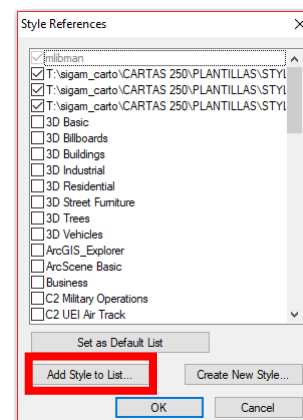 Style References
mlibman
T:\sigam_carto\CARTAS 250\PLANTILLAS\STYL
T:\sigam_carto\CARTAS 250\PLANTILLAS\STYL
T:\sigam_carto\CARTAS 250\PLANTILLAS\STYL
3D Basic
3D Billboards
3D Buildings
3D Industrial
3D Residential
3D Street Furniture
3D Trees
3D Vehicles
ArcGIS_Explorer
ArcScene Basic
Business
C2 Military Operations
C2 UEI Air Track
Set as Default List
Add Style to List... Create New Style...
OK Cancel